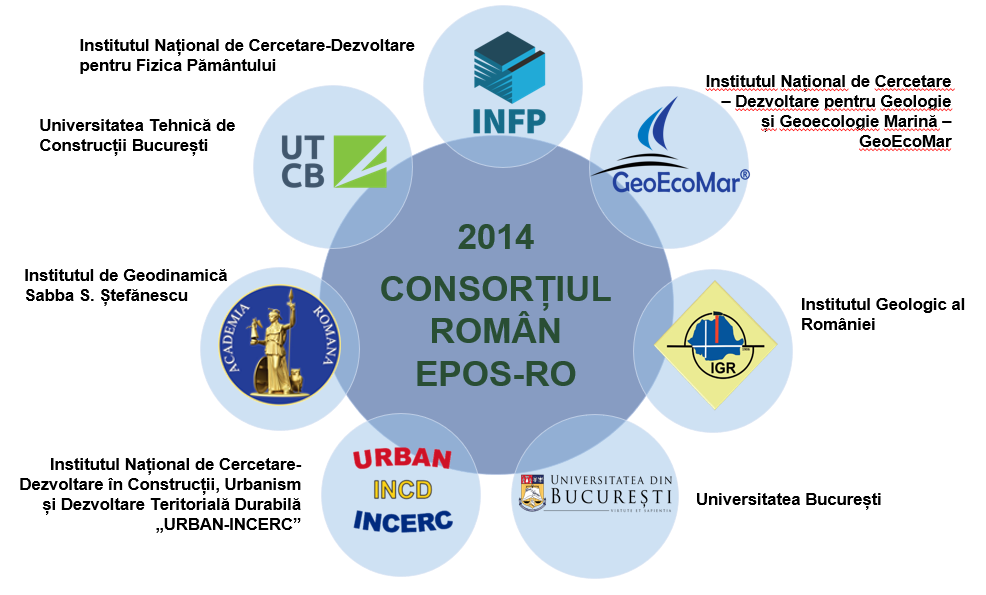 Institutul Național de Cercetare-Dezvoltare
pentru Fizica Pământului
INFP
Institutul Național de Cercetare
– Dezvoltare pentru Geologie
și Geoecologie Marină –
GeoEcoMar
GeoEcoMar®
Universitatea Tehnică de
Construcții București
UT
CB
2014
CONSORȚIUL
ROMÂN
EPOS-RO
Institutul de Geodinamică
Sabba S. Ștefănescu
ACADEMIA ROMANA
Institutul Geologic al
României
IGR
Institutul Național de Cercetare-
Dezvoltare în Construcții, Urbanism
și Dezvoltare Teritorială Durabilă
„URBAN-INCERC”
URBAN
INCD
INCERC
UNIVERSITATEA DIN
BUCUREȘTI
VIRTUTE ET SAPIENTIA
Universitatea București